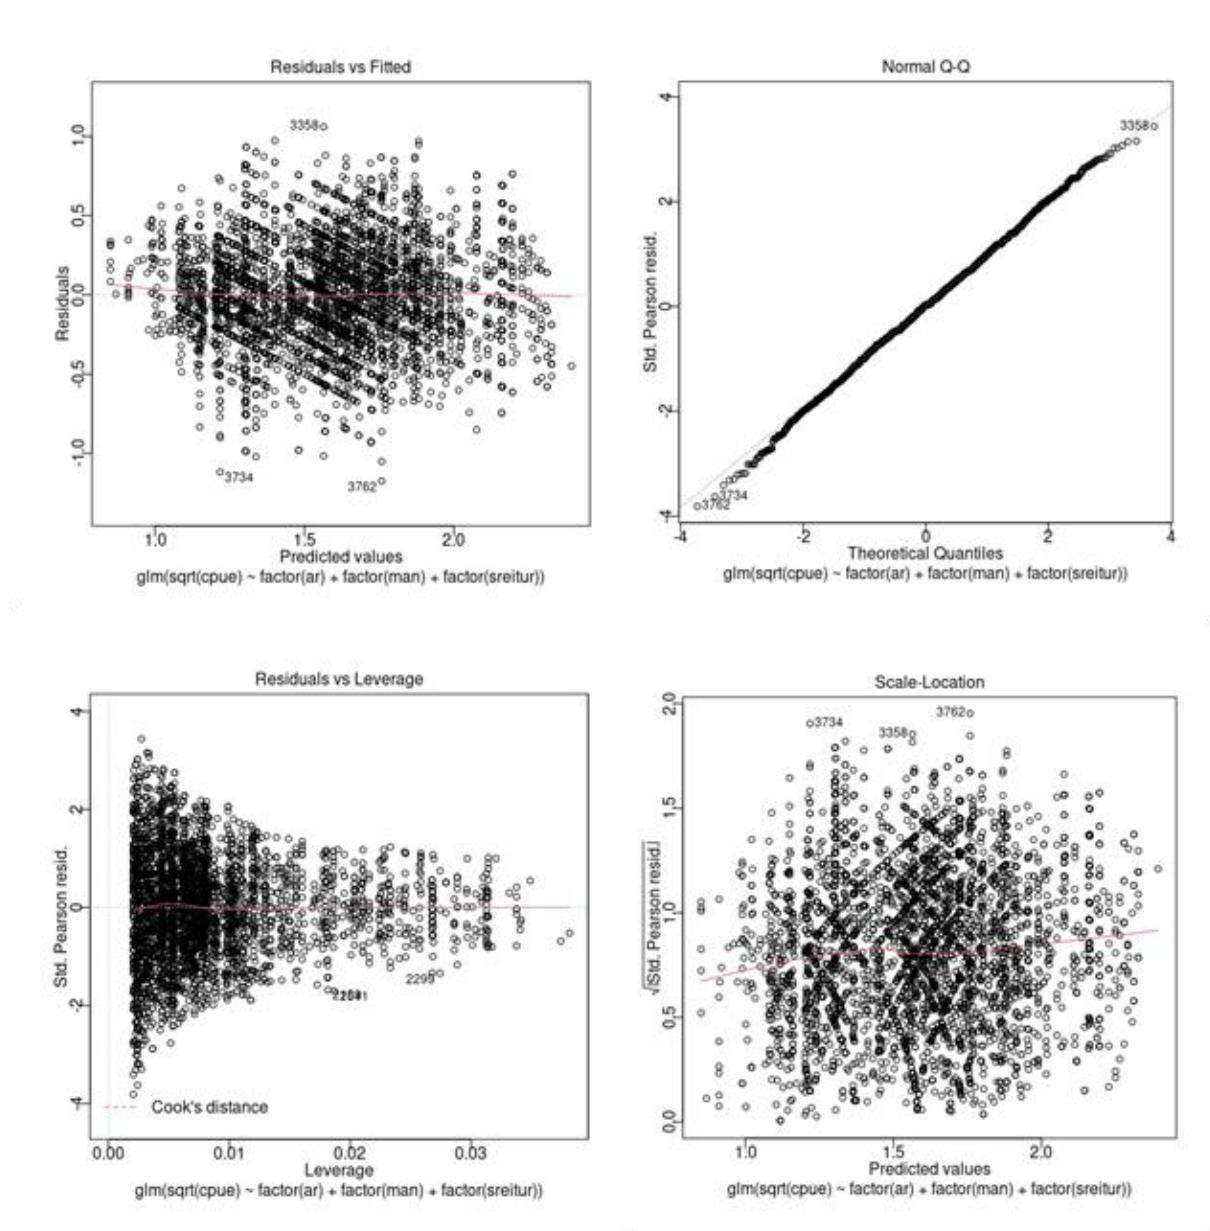 Residuals vs Fitted
Residuals
1.0
0.5
0.0
-0.5
-1.0
3358
3734
3762
1.0 1.5 2.0
Predicted values
glm(sqrt(cpue) ~ factor(ar) + factor(man) + factor(sreitur))
Normal Q-Q
Std. Pearson resid.
4
2
0
-2
-4
3358
3734
3762
-4 -2 0 2 4
Theoretical Quantiles
glm(sqrt(cpue) ~ factor(ar) + factor(man) + factor(sreitur))
Residuals vs Leverage
Std. Pearson resid.
4
2
0
-2
-4
2299
Cook's distance
0.00 0.01 0.02 0.03
Leverage
glm(sqrt(cpue) ~ factor(ar) + factor(man) + factor(sreitur))
Scale-Location
√|Std. Pearson resid.|
2.0
1.5
1.0
0.5
0.0
3762
3734
3358
1.0 1.5 2.0
Predicted values
glm(sqrt(cpue) ~ factor(ar) + factor(man) + factor(sreitur))